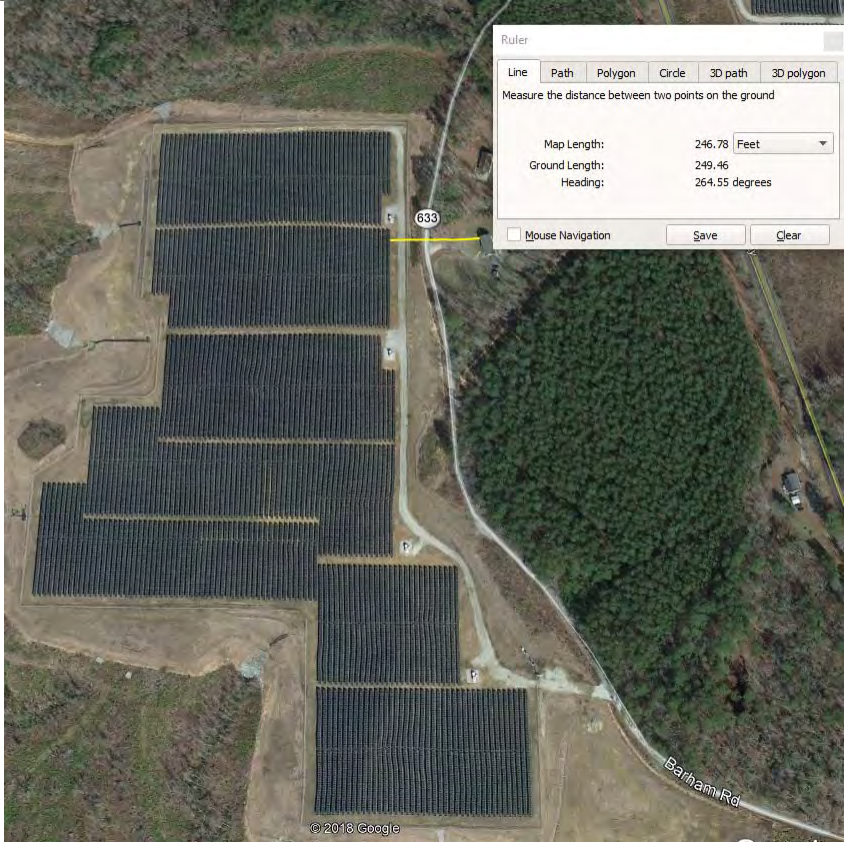 Ruler
Line Path Polygon Circle 3D path 3D polygon
Measure the distance between two points on the ground
Map Length: 246.78 Feet
Ground Length: 249.46
Heading: 264.55 degrees
Mouse Navigation Save Clear
633
Barham Rd
© 2018 Google